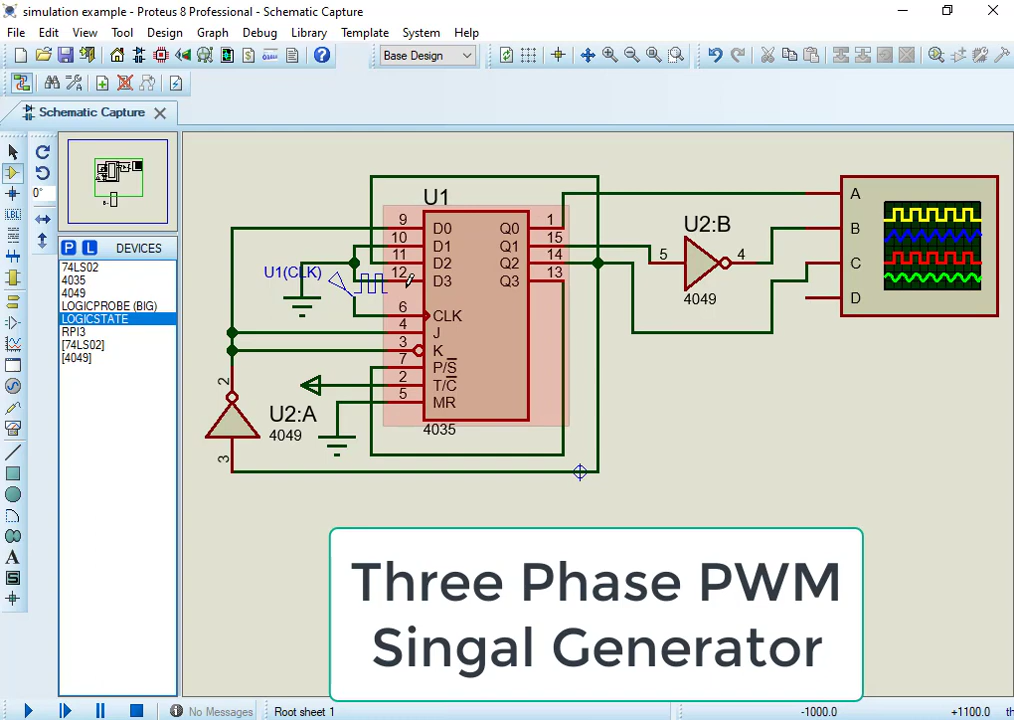 simulation example - Proteus 8 Professional - Schematic Capture
File Edit View Tool Design Graph Debug Library Template System Help
Base Design
Schematic Capture
0°
LBL
P L DEVICES
74LS02
4035
4049
LOGICPROBE (BIG)
LOGICSTATE
RPI3
[74LS02]
[4049]
A
S
U1
9 D0 Q0 1
10 D1 Q1 15
11 D2 Q2 14
12 D3 Q3 13
6 CLK
4 J
3 K
7 P/S
2 T/C
5 MR
4035
U1(CLK)
2
U2:A
4049
3
U2:B
5 4
4049
A
B
C
D
Three Phase PWM
Singal Generator
No Messages Root sheet 1 -1000.0 +1100.0 th